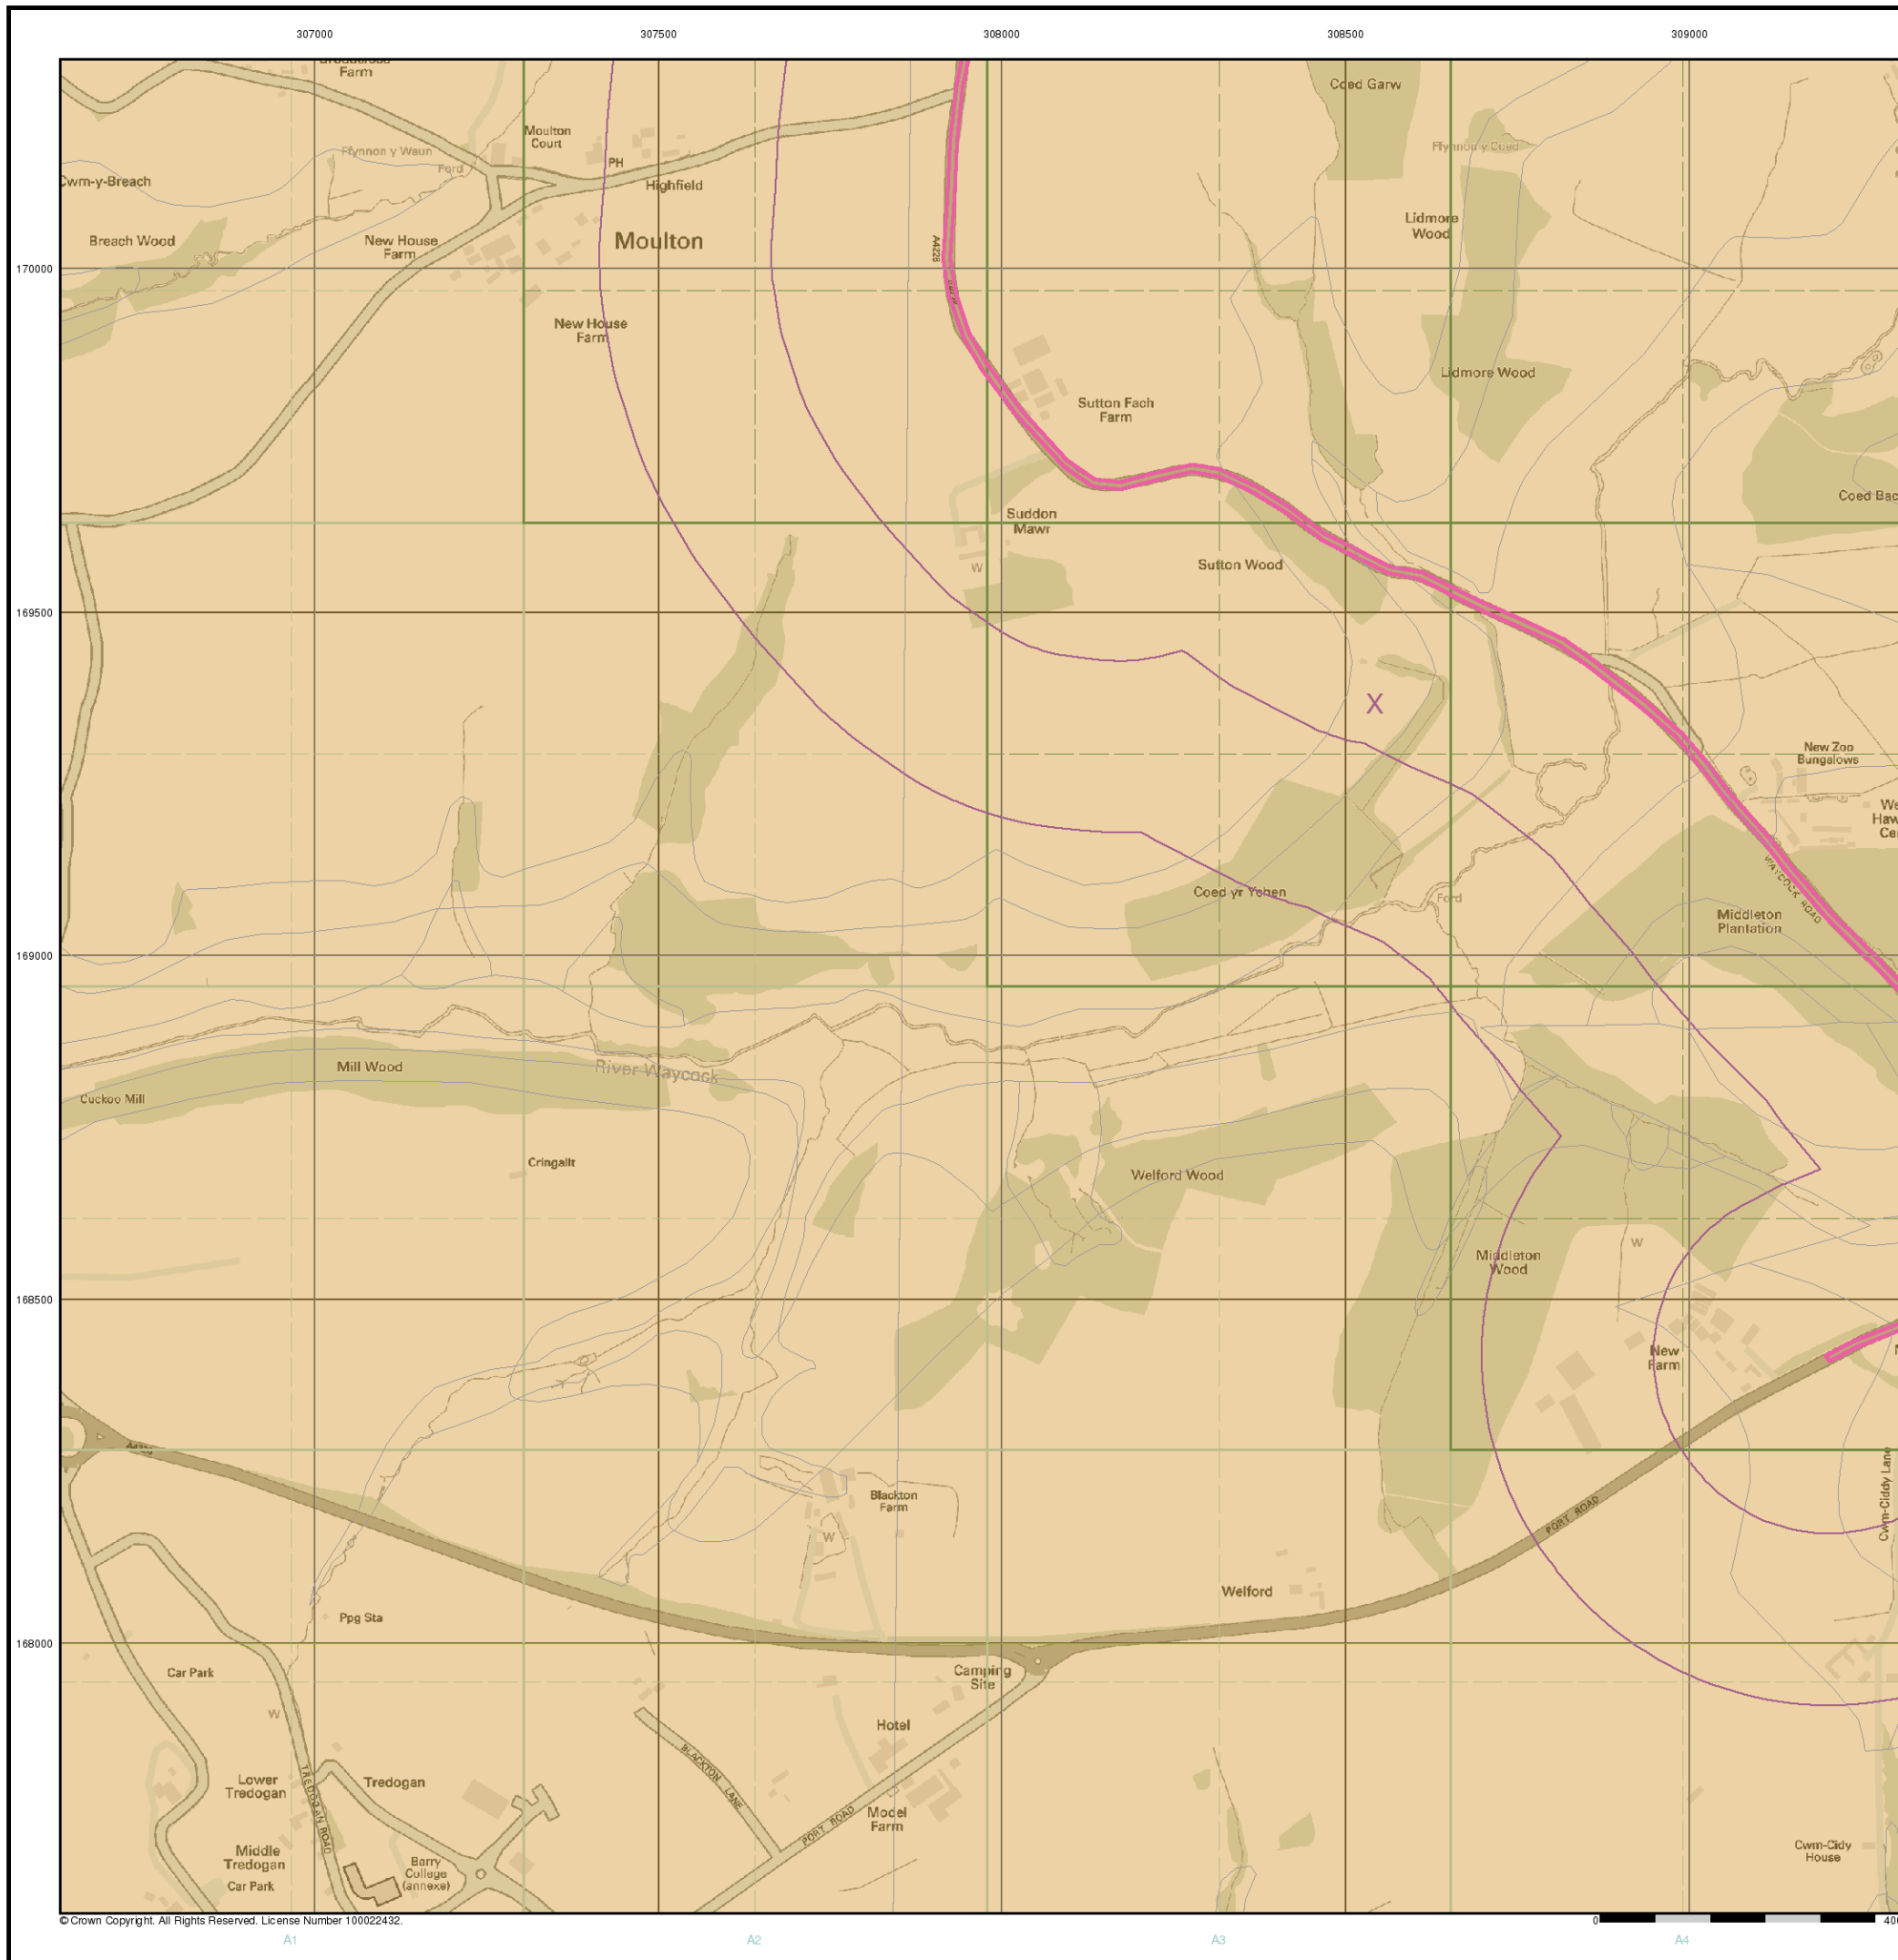 307000
307500
308000
308500
309000
Farm
Coed Garw
Moulton
Court
PH
Ffynnon y Waun
Ford
Highfield
Cwm-y-Breach
Ffynnon y Coed
Lidmore
Wood
Breach Wood
New House
Farm
Moulton
A4226
170000
New House
Farm
Lidmore Wood
Sutton Fach
Farm
Coed Bac
Suddon
Mawr
W
Sutton Wood
169500
X
New Zoo
Bungalows
We
Haw
Ce
WAYCOCK ROAD
Coed yr Ychen
Ford
Middleton
Plantation
169000
Mill Wood
River Waycock
Cuckoo Mill
Cringallt
Welford Wood
W
Middleton
Wood
168500
New
Farm
Cwm-Ciddy Lane
Blackton
Farm
W
PORT ROAD
Welford
Ppg Sta
168000
Car Park
Camping
Site
W
Hotel
BLACKTON LANE
Lower
Tredogan
Tredogan
TREDOGAN ROAD
PORT ROAD
Model
Farm
Middle
Tredogan
Car Park
Barry
College
(annexe)
Cwm-Cidy
House
© Crown Copyright. All Rights Reserved. License Number 100022432.
0
400
A1
A2
A3
A4